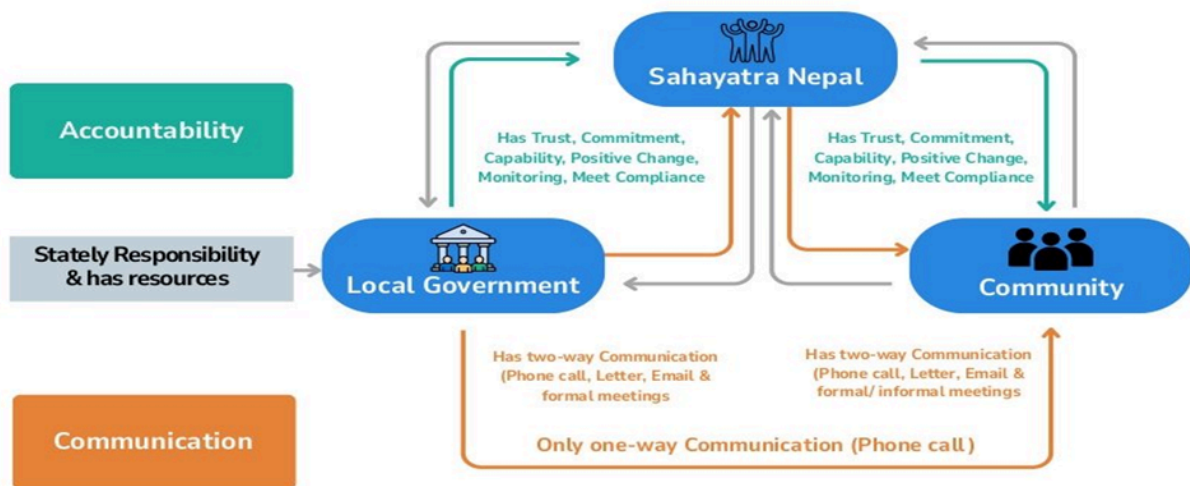 Sahayatra Nepal
Accountability
Has Trust, Commitment,
Capability, Positive Change,
Monitoring, Meet Compliance
Has Trust, Commitment,
Capability, Positive Change,
Monitoring, Meet Compliance
Stately Responsibility
& has resources
Local Government
Community
Has two-way Communication
(Phone call, Letter, Email &
formal meetings
Has two-way Communication
(Phone call, Letter, Email &
formal/ informal meetings
Communication
Only one-way Communication (Phone call)